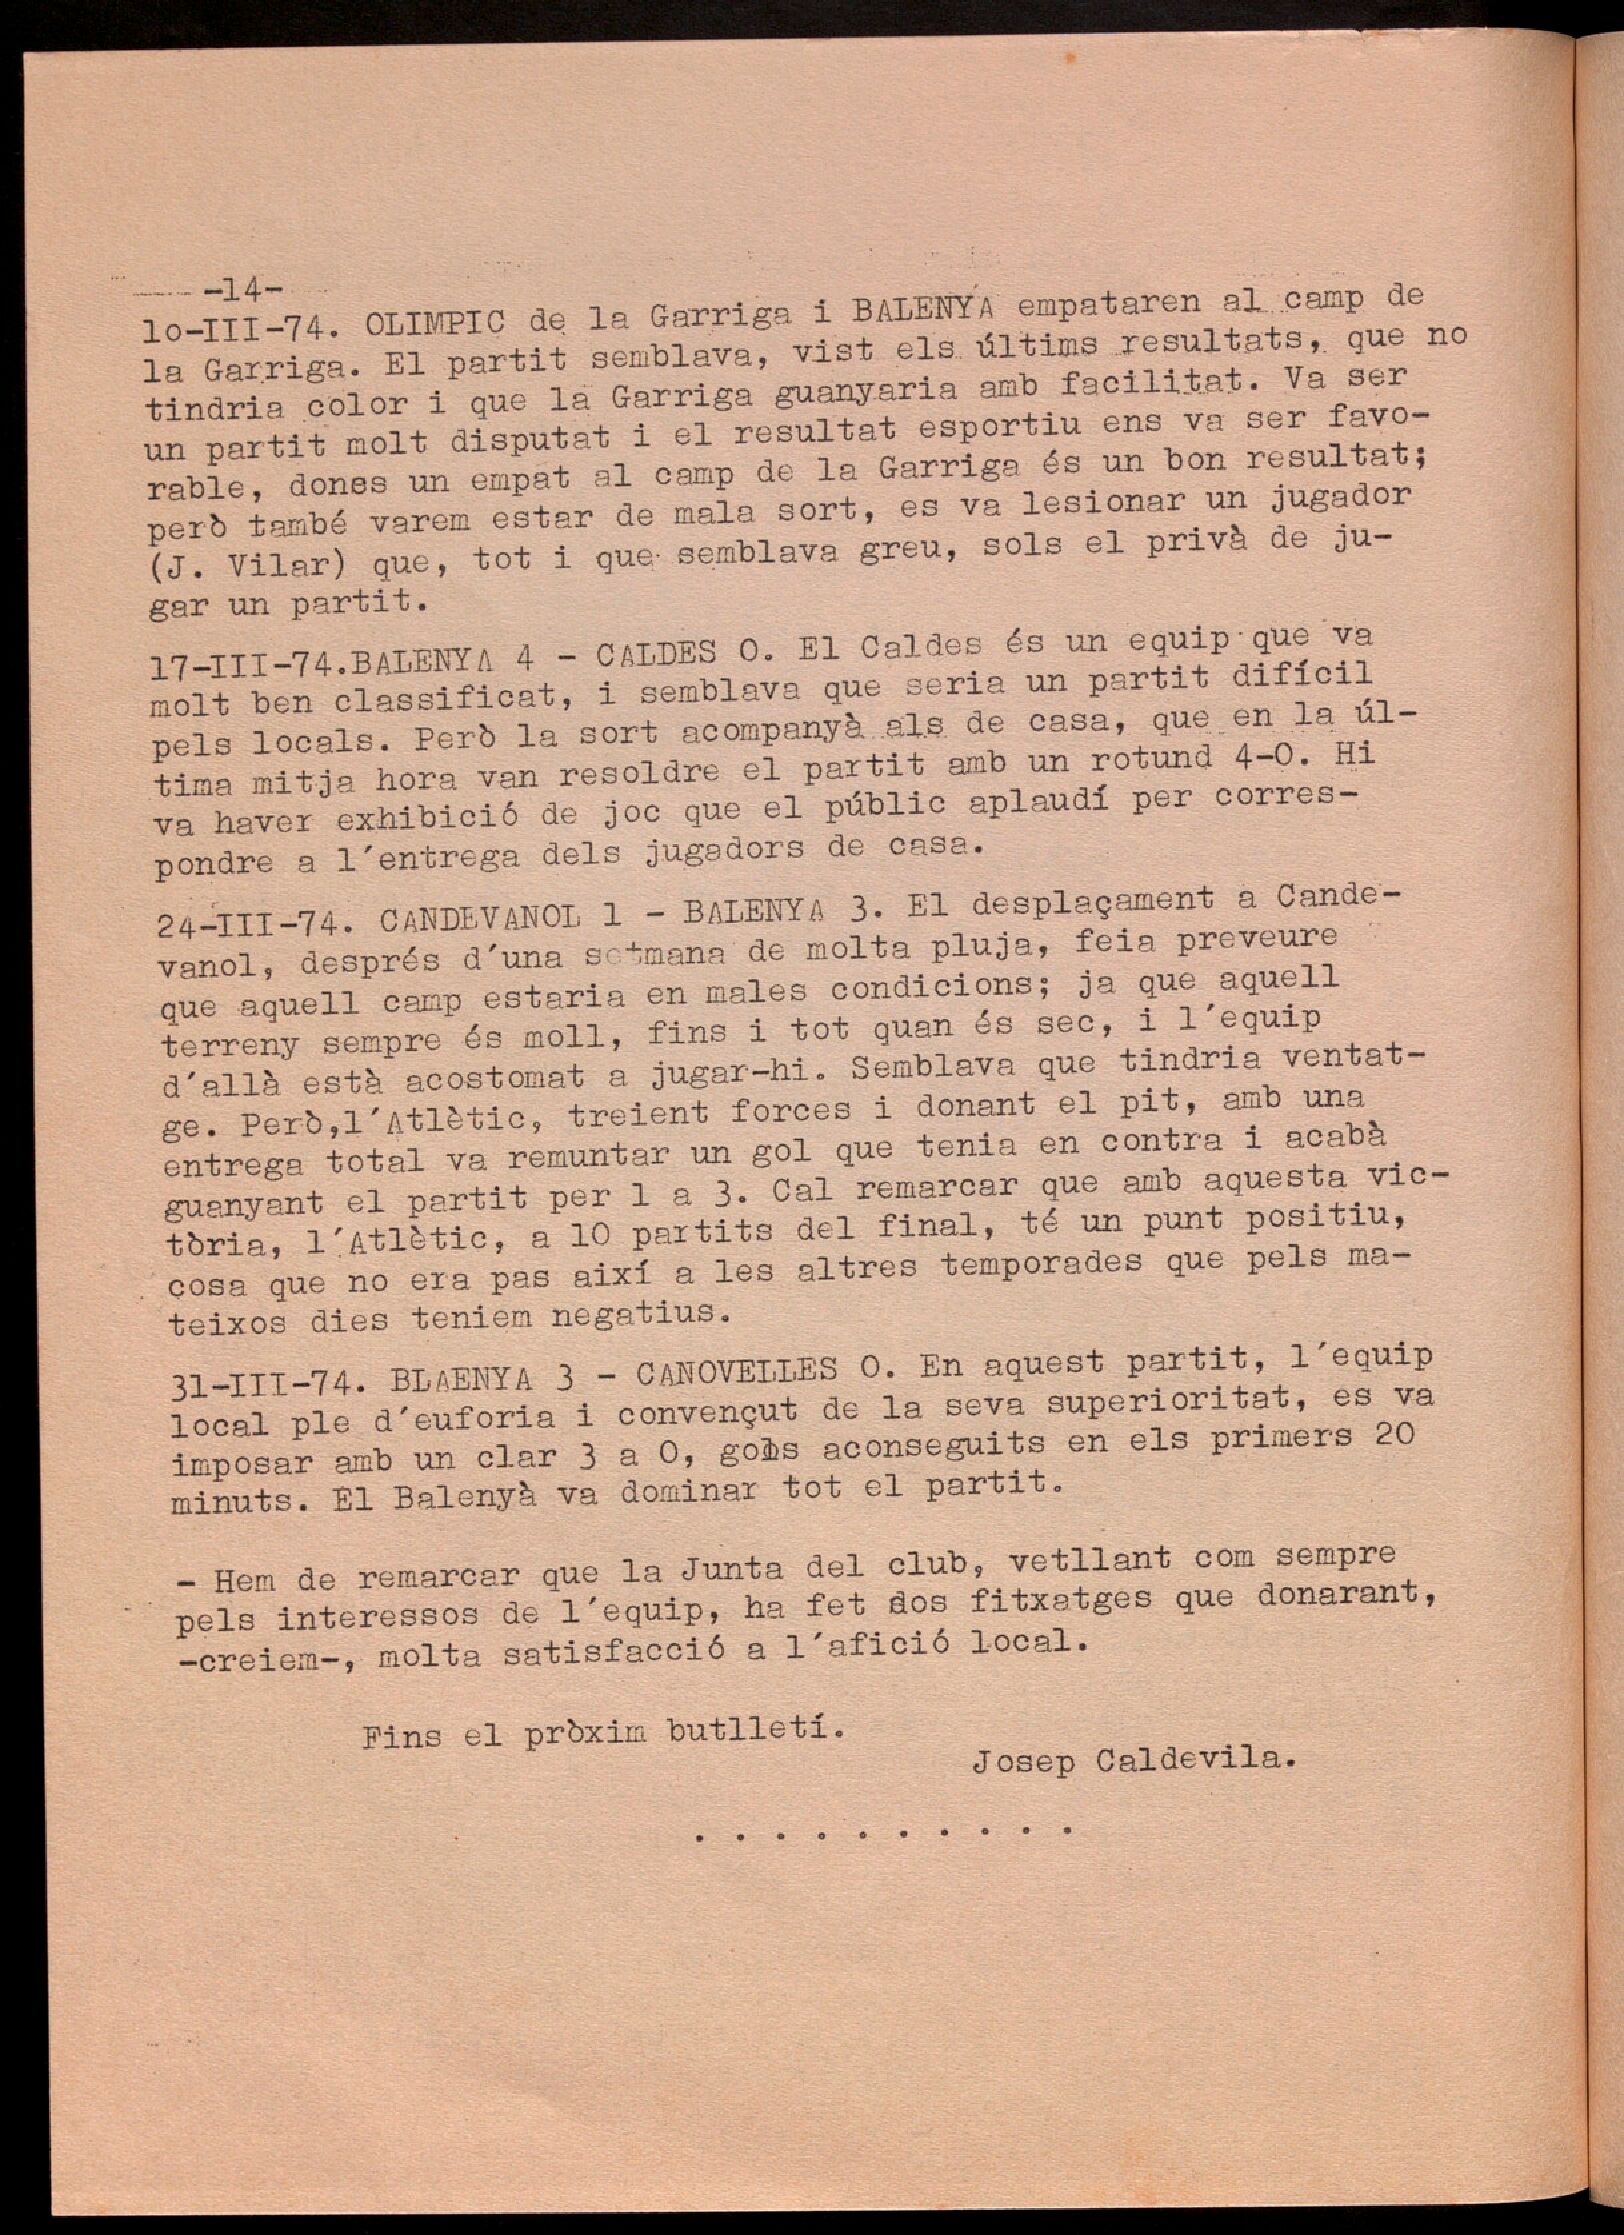 -14-
lo-III-74. OLIMPIC de la Garriga i BALENYA empataren al camp de
la Garriga. El partit semblava, vist els últims resultats, que no
tindria color i que la Garriga guanyaria amb facilitat. Va ser
un partit molt disputat i el resultat esportiu ens va ser favo-
rable, dones un empat al camp de la Garriga és un bon resultat;
però també varem estar de mala sort, es va lesionar un jugador
(J. Vilar) que, tot i que semblava greu, sols el privà de ju-
gar un partit.
17-III-74.BALENYA 4 - CALDES O. El Caldes és un equip que va
molt ben classificat, i semblava que seria un partit difícil
pels locals. Però la sort acompanyà als de casa, que en la úl-
tima mitja hora van resoldre el partit amb un rotund 4-O. Hi
va haver exhibició de joc que el públic aplaudí per corres-
pondre a l'entrega dels jugadors de casa.
24-III-74. CANDEVANOL 1 - BALENYA 3. El desplaçament a Cande-
vanol, després d'una setmana de molta pluja, feia preveure
que aquell camp estaria en males condicions; ja que aquell
terreny sempre és moll, fins i tot quan és sec, i l'equip
d'allà està acostomat a jugar-hi. Semblava que tindria ventat-
ge. Però,l'Atlètic, treient forces i donant el pit, amb una
entrega total va remuntar un gol que tenia en contra i acabà
guanyant el partit per 1 a 3. Cal remarcar que amb aquesta vic-
tòria, l'Atlètic, a 10 partits del final, té un punt positiu,
cosa que no era pas així a les altres temporades que pels ma-
teixos dies teniem negatius.
31-III-74. BLAENYA 3 - CANOVELLES O. En aquest partit, l'equip
local ple d'euforia i convençut de la seva superioritat, es va
imposar amb un clar 3 a O, gols aconseguits en els primers 20
minuts. El Balenyà va dominar tot el partit.
- Hem de remarcar que la Junta del club, vetllant com sempre
pels interessos de l'equip, ha fet dos fitxatges que donarant,
-creiem-, molta satisfacció a l'afició local.
Fins el pròxim butlletí.
Josep Caldevila.
. . . . . . . . . .